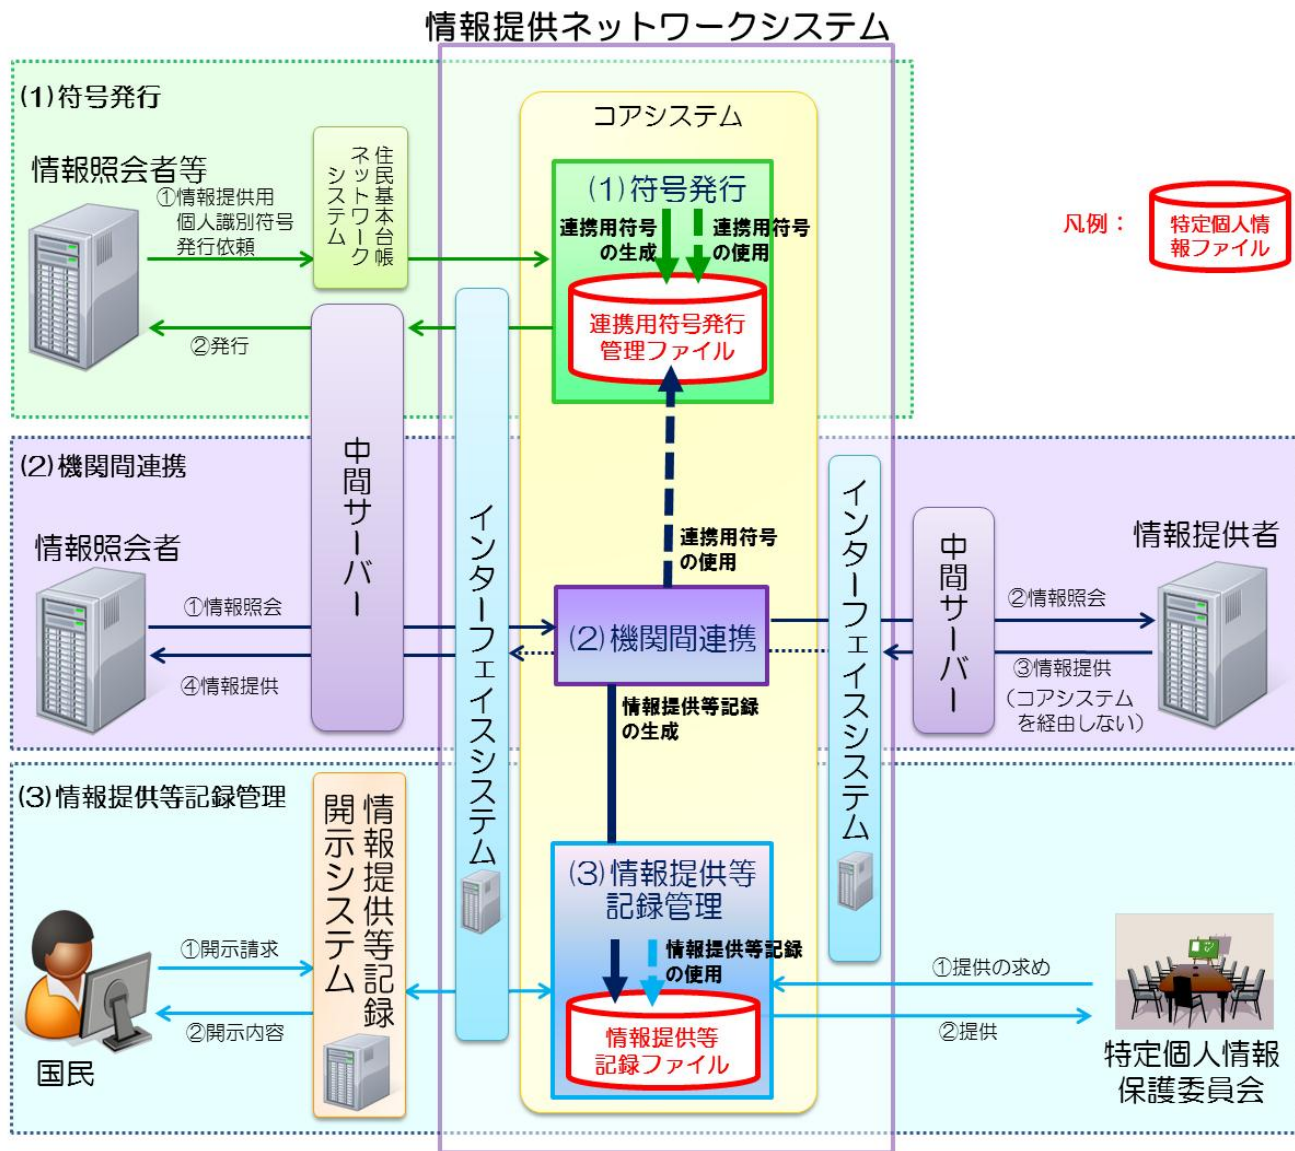 情報提供ネットワークシステム
(1)符号発行
情報照会者等
①情報提供用
個人識別符号
発行依頼
住民基本台帳
ネットワーク
システム
②発行
コアシステム
(1)符号発行
連携用符号
の生成
連携用符号
の使用
連携用符号発行
管理ファイル
凡例：
特定個人情
報ファイル
(2)機関間連携
情報照会者
①情報照会
④情報提供
中間サーバー
インターフェイスシステム
連携用符号
の使用
(2)機関間連携
情報提供等記録
の生成
インターフェイスシステム
中間サーバー
情報提供者
②情報照会
③情報提供
(コアシステム
を経由しない)
(3)情報提供等記録管理
国民
①開示請求
②開示内容
情報提供等記録
開示システム
(3)情報提供等
記録管理
情報提供等記録
の使用
情報提供等
記録ファイル
①提供の求め
②提供
特定個人情報
保護委員会